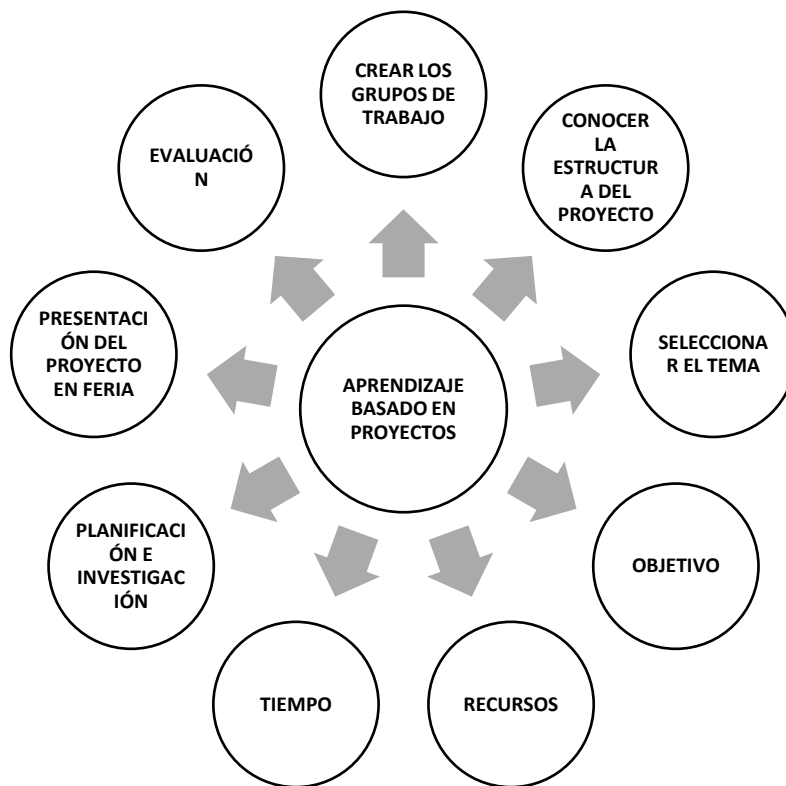 CREAR LOS
GRUPOS DE
TRABAJO
CONOCER
LA
ESTRUCTUR
A DEL
PROYECTO
SELECCIONA
R EL TEMA
OBJETIVO
RECURSOS
TIEMPO
PLANIFICACI
ÓN E
INVESTIGAC
IÓN
PRESENTACI
ÓN DEL
PROYECTO
EN FERIA
EVALUACIÓ
N
APRENDIZAJE
BASADO EN
PROYECTOS